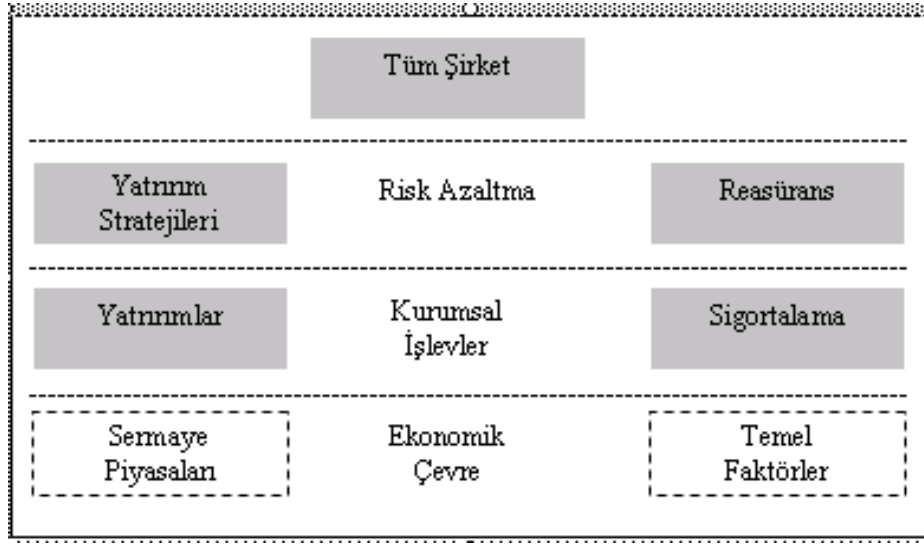 Tüm Şirket
Yatırım Risk Azaltma Reasürans
Stratejileri
Yatırımlar Kurumsal Sigortalama
İşlevler
Sermaye Ekonomik Temel
Piyasaları Çevre Faktörler